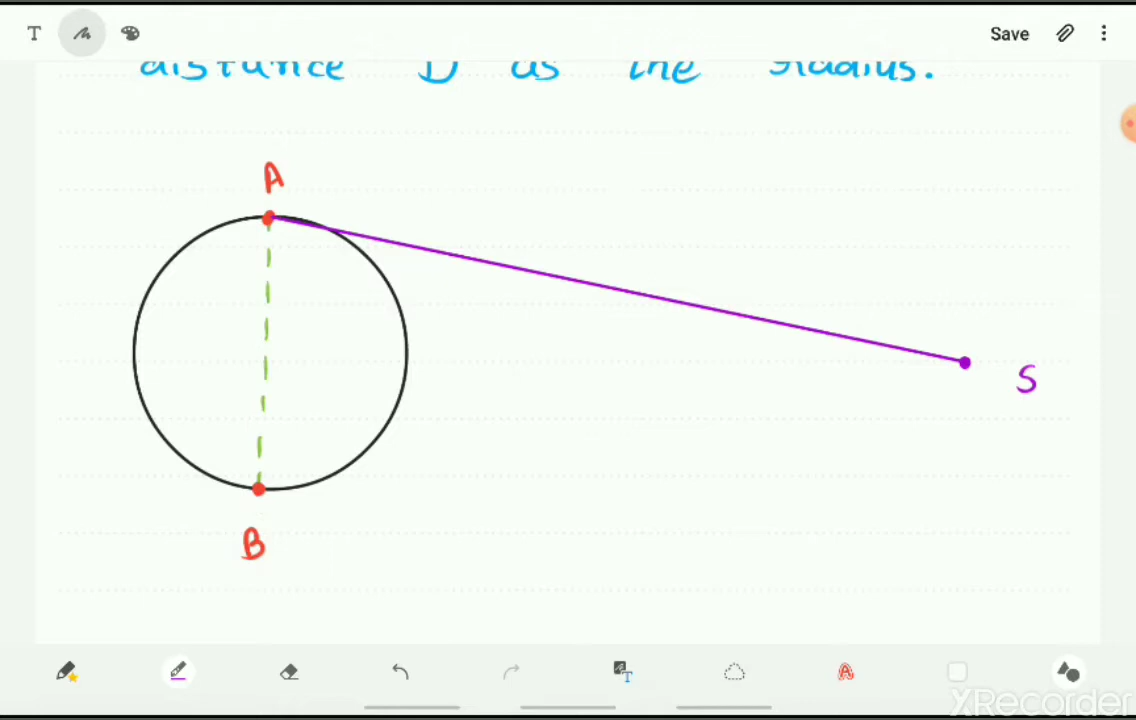 T Save
distance D as the radius.
A
S
B
T A
XRecorder